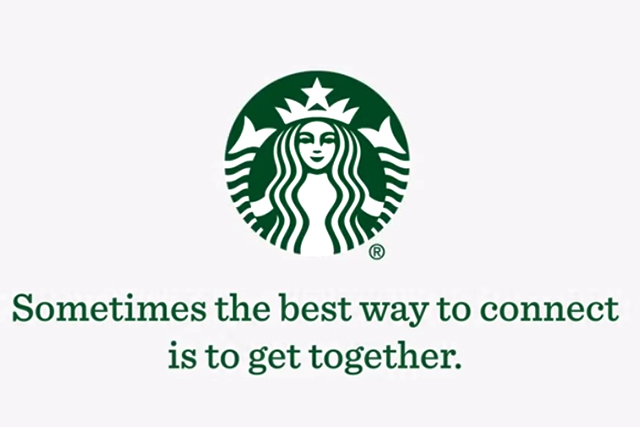 ®
Sometimes the best way to connect
is to get together.